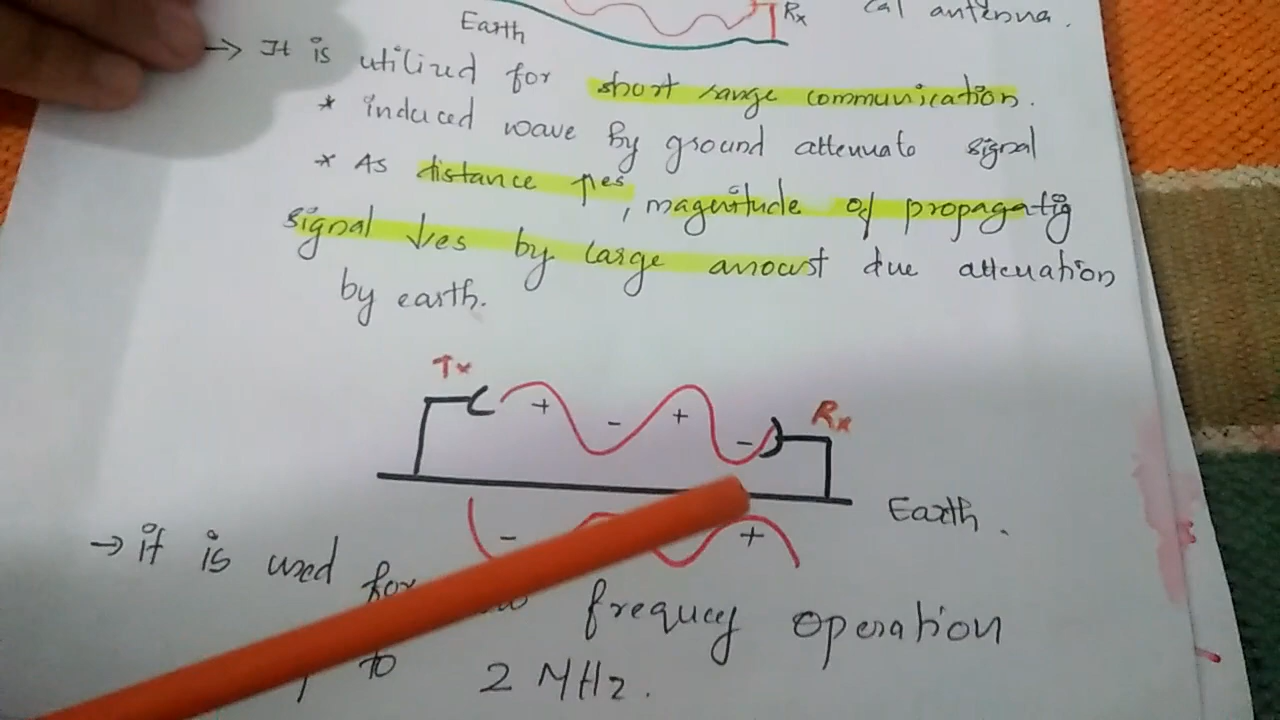 Rx
cal antenna.
Earth
→ It is utilized for short range communication.
* induced wave by ground attenuate signal
* As distance ↑es, magnitude of propagatig
signal ↓es by large amount due attenuation
by earth.
Tx
Rx
+ - + -
Earth.
- +
→ it is used for frequecy operation
to 2 MHz.